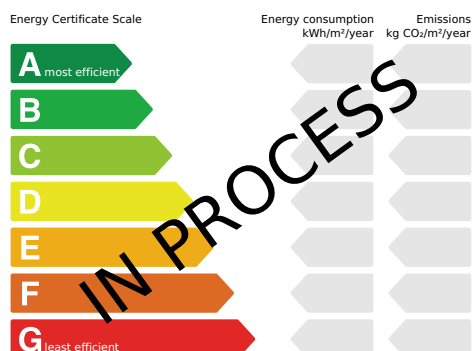 Energy Certificate Scale
Energy consumption
kWh/m²/year
Emissions
kg CO₂/m²/year
A most efficient
B
C
D
E
F
G least efficient
IN PROCESS